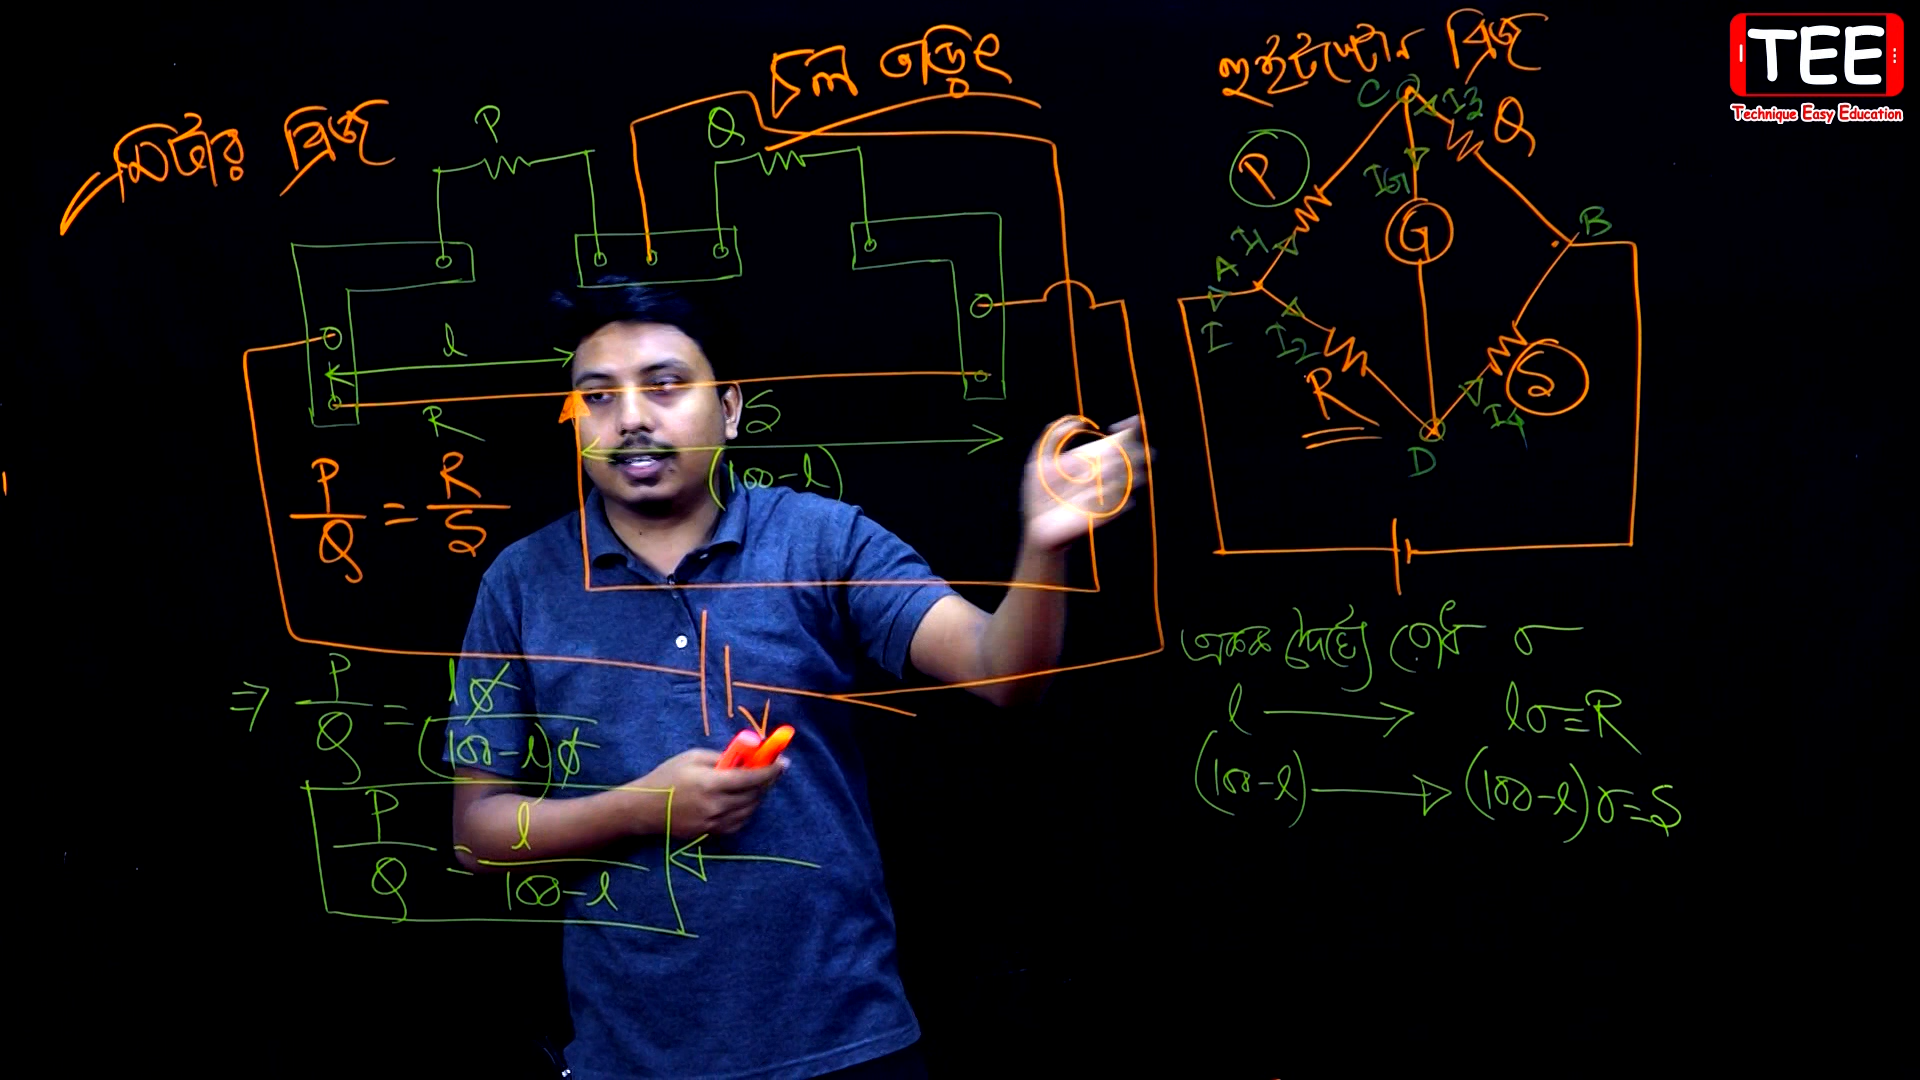 TEE
Technique Easy Education
চল তড়িৎ
মিটার ব্রিজ
P
Q
l
R
S
(100-l)
G
P/Q = R/S
⇒ P/Q = lσ/(100-l)σ
P/Q = l/100-l
হুইটস্টোন ব্রিজ
C
I3
P
Q
IG
G
I1
A
B
I
I2
R
S
I4
D
একক দৈর্ঘ্যে রোধ σ
l → lσ=R
(100-l) → (100-l)σ=S